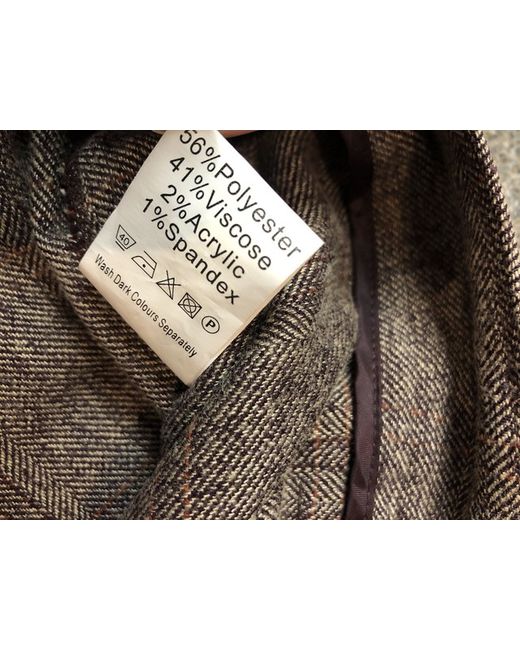 56%Polyester
41%Viscose
2%Acrylic
1%Spandex
40 P
Wash Dark Colours Separately